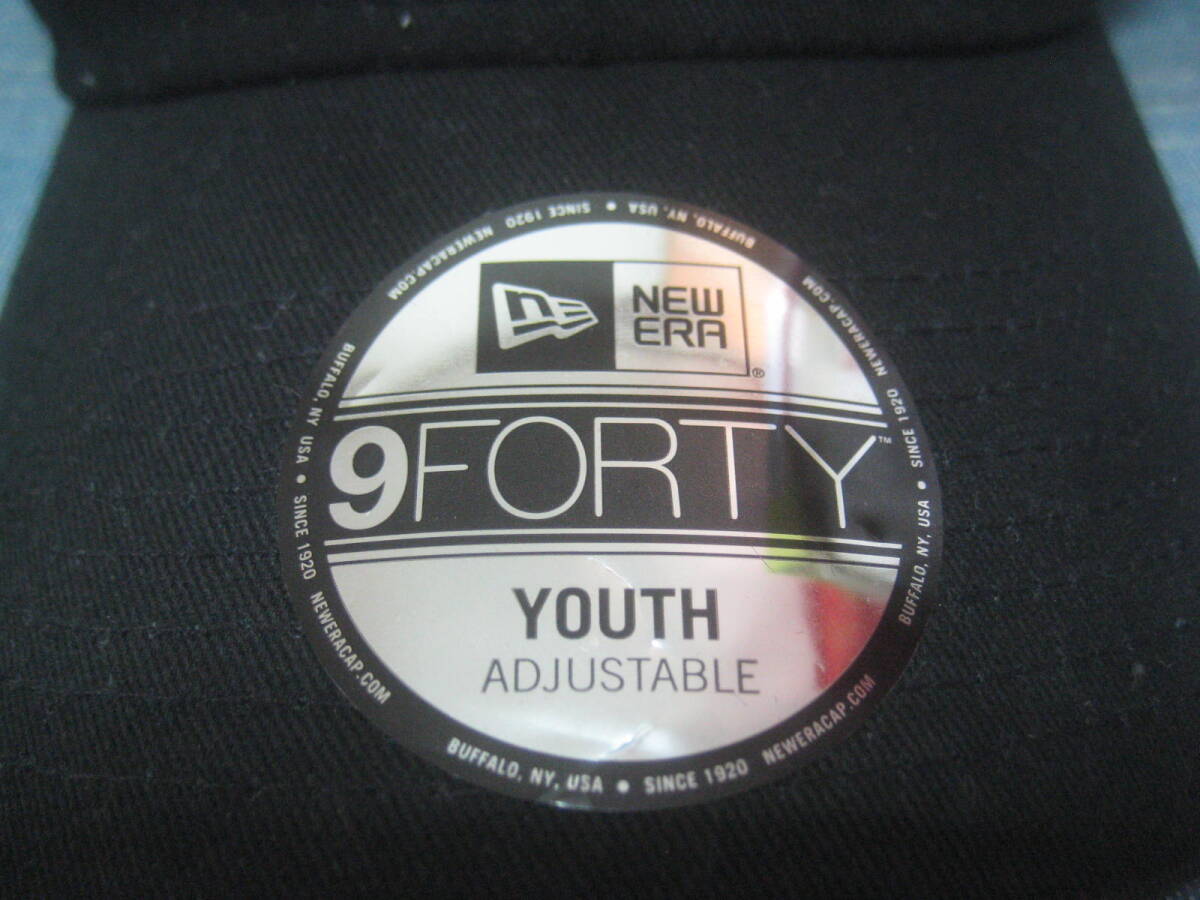 NEW
ERA
®
9FORTY™
YOUTH
ADJUSTABLE
BUFFALO, NY, USA • SINCE 1920 NEWERACAP.COM
BUFFALO, NY, USA • SINCE 1920 NEWERACAP.COM
BUFFALO, NY, USA • SINCE 1920 NEWERACAP.COM
BUFFALO, NY USA • SINCE 1920 NEWERACAP.COM